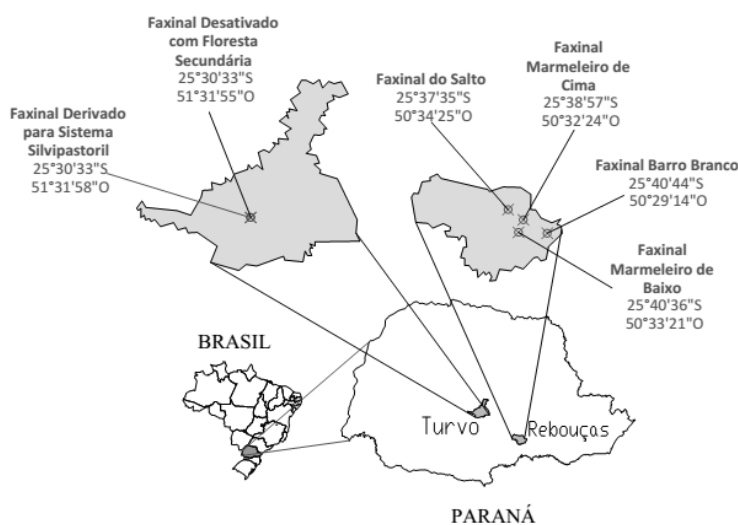 Faxinal Desativado
com Floresta
Secundária
25°30'33"S
51°31'55"O
Faxinal Derivado
para Sistema
Silvipastoril
25°30'33"S
51°31'58"O
Faxinal do Salto
25°37'35"S
50°34'25"O
Faxinal
Marmeleiro de
Cima
25°38'57"S
50°32'24"O
Faxinal Barro Branco
25°40'44"S
50°29'14"O
Faxinal
Marmeleiro de
Baixo
25°40'36"S
50°33'21"O
BRASIL
Turvo
Rebouças
PARANÁ